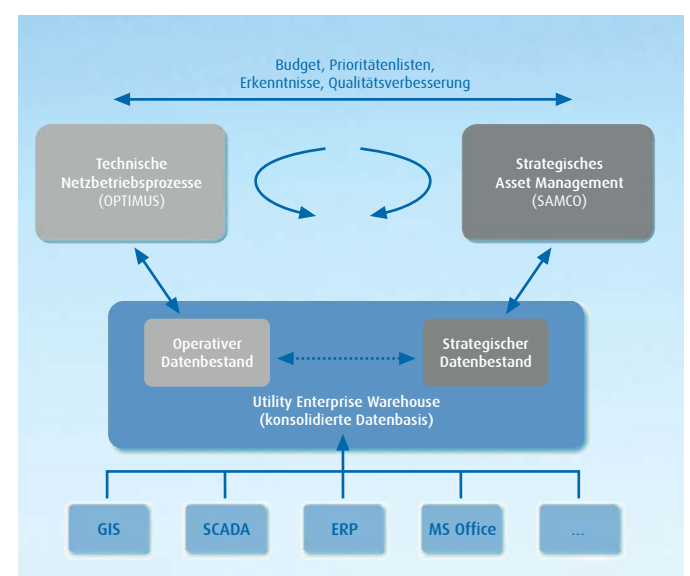 Budget, Prioritätenlisten,
Erkenntnisse, Qualitätsverbesserung
Technische
Netzbetriebsprozesse
(OPTIMUS)
Strategisches
Asset Management
(SAMCO)
Operativer
Datenbestand
Strategischer
Datenbestand
Utility Enterprise Warehouse
(konsolidierte Datenbasis)
GIS
SCADA
ERP
MS Office
...